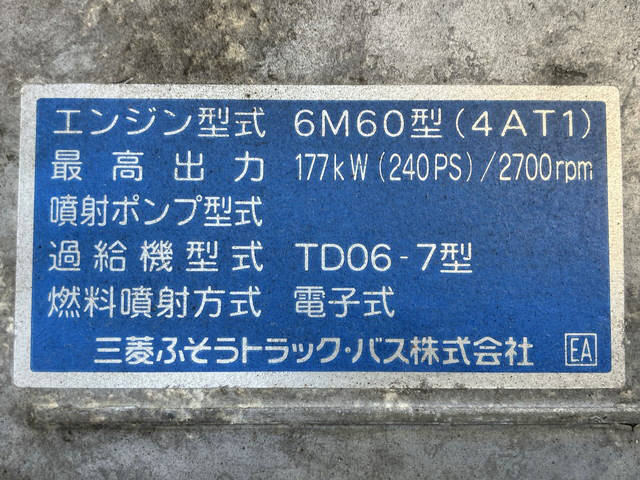 エンジン型式 6M60型(4AT1)
最高出力 177kW(240PS)/2700rpm
噴射ポンプ型式
過給機型式 TD06-7型
燃料噴射方式 電子式
三菱ふそうトラック・バス株式会社 EA